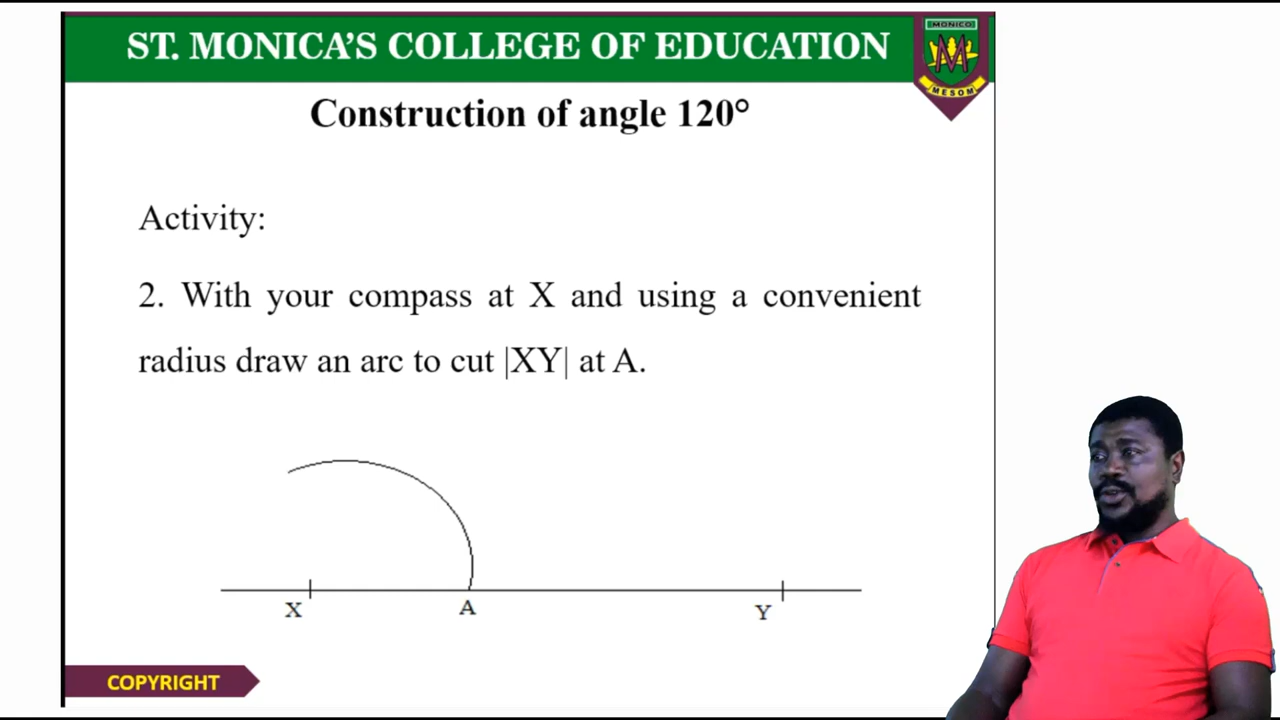 ST. MONICA'S COLLEGE OF EDUCATION
MONICO
M
MESOM
Construction of angle 120°
Activity:
2. With your compass at X and using a convenient
radius draw an arc to cut |XY| at A.
X A Y
COPYRIGHT